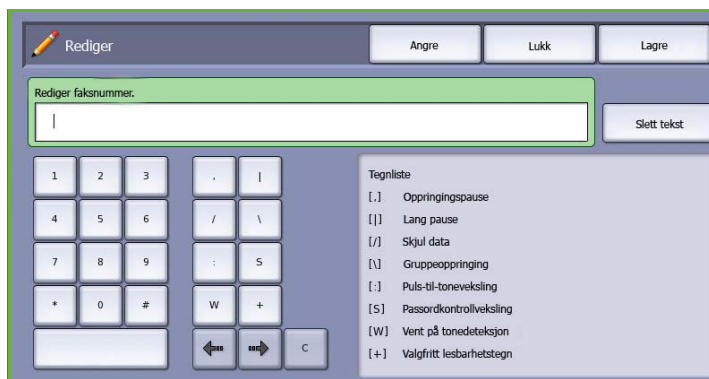 Rediger
Angre
Lukk
Lagre
Rediger faksnummer.
Slett tekst
1 2 3 , |
4 5 6 / \
7 8 9 : S
* 0 # W +
C
Tegnliste
[,] Oppringingspause
[|] Lang pause
[/] Skjul data
[\] Gruppeoppringing
[:] Puls-til-toneveksling
[S] Passordkontrollveksling
[W] Vent på tonedeteksjon
[+] Valgfritt lesbarhetstegn